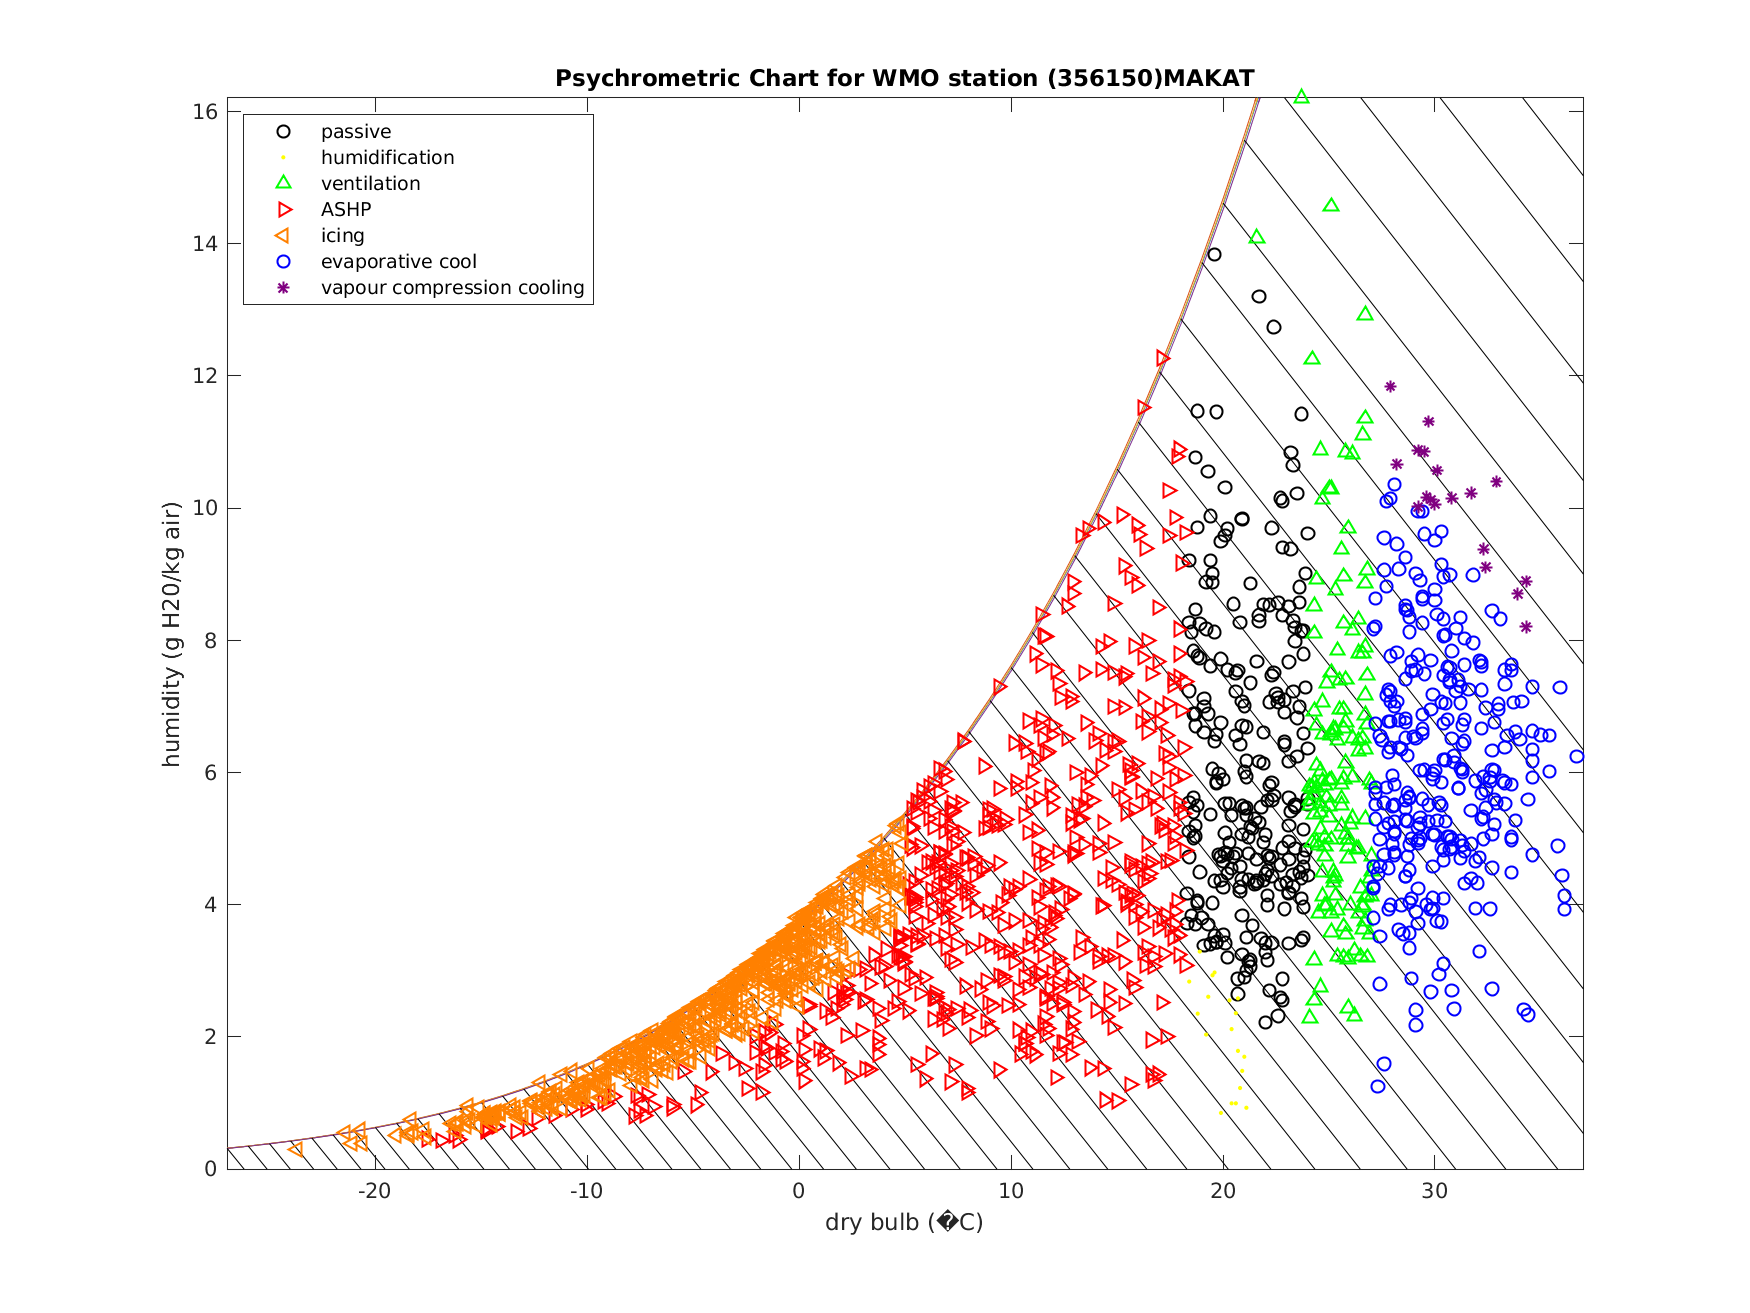 Psychrometric Chart for WMO station (356150)MAKAT
16
14
12
10
8
6
4
2
0
humidity (g H20/kg air)
passive
humidification
ventilation
ASHP
icing
evaporative cool
vapour compression cooling
-20
-10
0
10
20
30
dry bulb (�C)